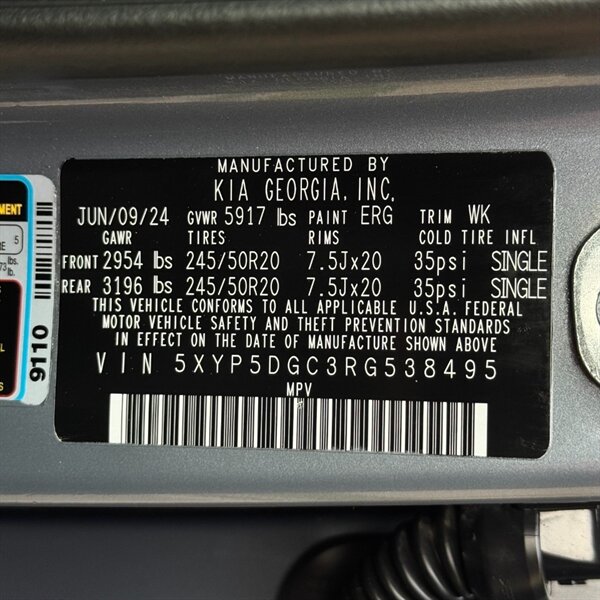 MANUFACTURED BY
KIA GEORGIA, INC.
JUN/09/24 GVWR 5917 lbs PAINT ERG TRIM WK
GAWR TIRES RIMS COLD TIRE INFL
FRONT 2954 lbs 245/50R20 7.5Jx20 35psi SINGLE
REAR 3196 lbs 245/50R20 7.5Jx20 35psi SINGLE
THIS VEHICLE CONFORMS TO ALL APPLICABLE U.S.A. FEDERAL
MOTOR VEHICLE SAFETY AND THEFT PREVENTION STANDARDS
IN EFFECT ON THE DATE OF MANUFACTURE SHOWN ABOVE
VIN 5XYP5DGC3RG538495
MPV
5
lbs.
lb.
9110